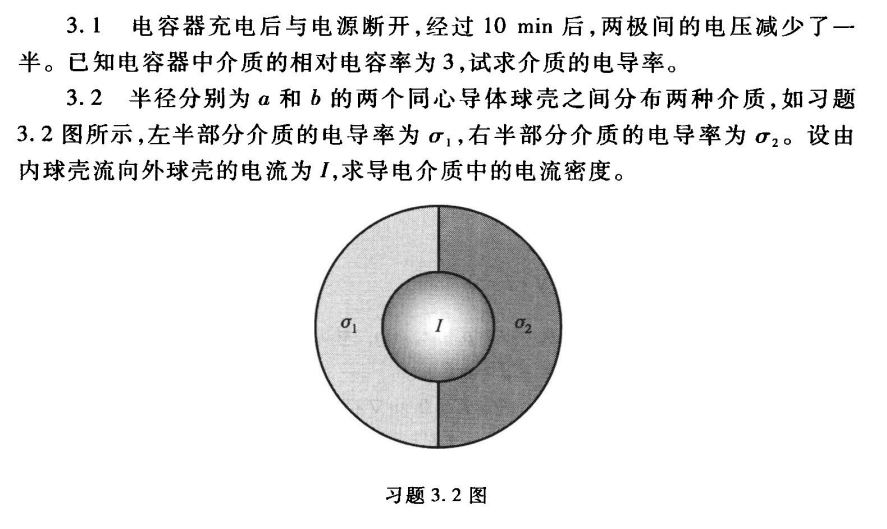 3.1 电容器充电后与电源断开,经过 10 min 后,两极间的电压减少了一
半。已知电容器中介质的相对电容率为 3,试求介质的电导率。
3.2 半径分别为 a 和 b 的两个同心导体球壳之间分布两种介质,如习题
3.2 图所示,左半部分介质的电导率为 σ₁,右半部分介质的电导率为 σ₂。设由
内球壳流向外球壳的电流为 I,求导电介质中的电流密度。
σ₁ I σ₂
习题 3.2 图